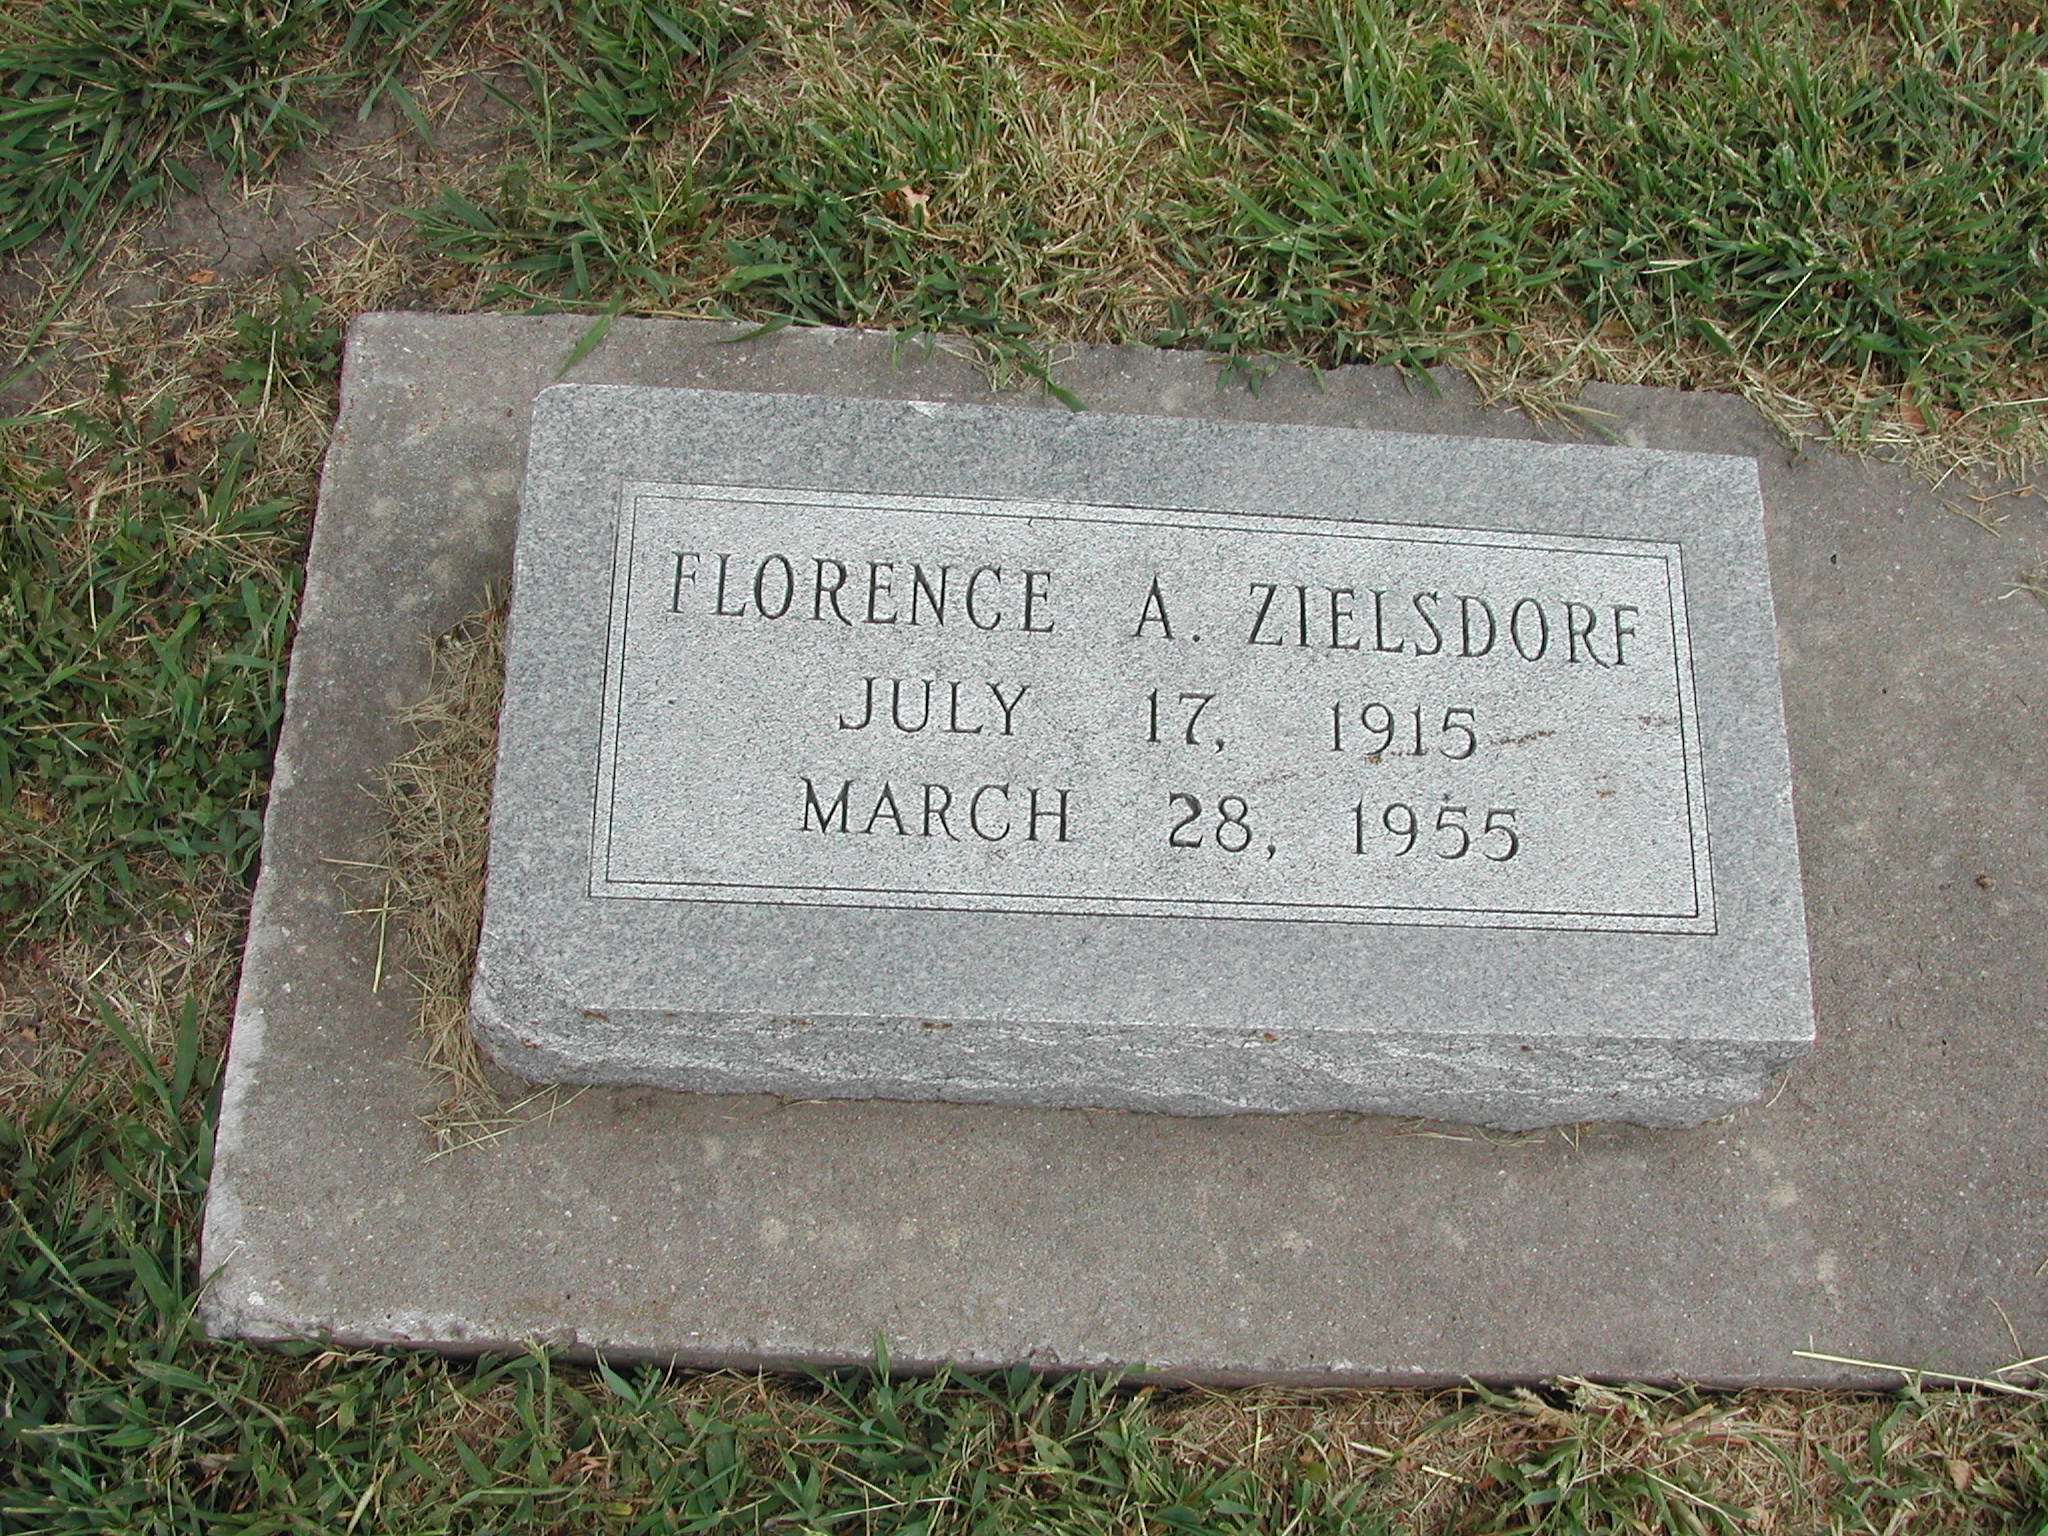 FLORENCE A. ZIELSDORF
JULY 17, 1915
MARCH 28, 1955